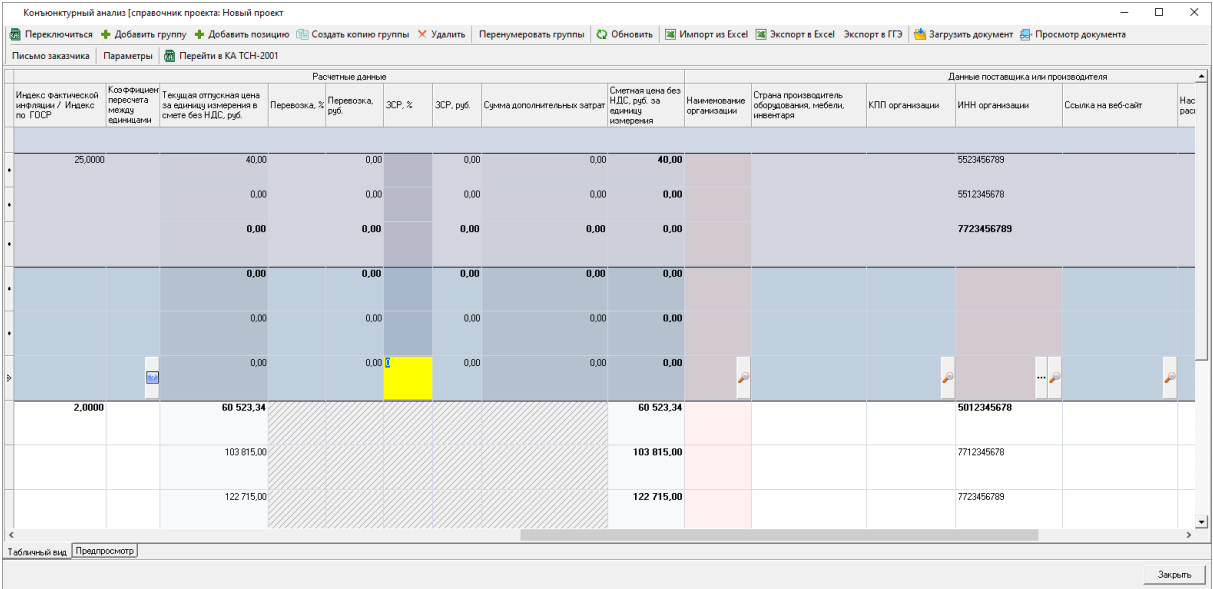 Конъюнктурный анализ [справочник проекта: Новый проект
Переключиться Добавить группу Добавить позицию Создать копию группы Удалить Перенумеровать группы Обновить Импорт из Excel Экспорт в Excel Экспорт в ГГЭ Загрузить документ Просмотр документа
Письмо заказчика Параметры Перейти в КА ТСН-2001
Расчетные данные Данные поставщика или производителя
Индекс фактической инфляции / Индекс по ГОСР
Коэффициен пересчета между единицами
Текущая отпускная цена за единицу измерения в смете без НДС, руб.
Перевозка, %
Перевозка, руб.
ЗСР, %
ЗСР, руб.
Сумма дополнительных затрат
Сметная цена без НДС, руб. за единицу измерения
Наименование организации
Страна производитель оборудования, мебели, инвентаря
КПП организации
ИНН организации
Ссылка на веб-сайт
Нас
рас
25,0000 40,00 0,00 0,00 0,00 40,00 5523456789
0,00 0,00 0,00 0,00 0,00 5512345678
0,00 0,00 0,00 0,00 0,00 7723456789
0,00 0,00 0,00 0,00 0,00
0,00 0,00 0,00 0,00 0,00
0,00 0,00 0 0,00 0,00 0,00 ...
2,0000 60 523,34 60 523,34 5012345678
103 815,00 103 815,00 7712345678
122 715,00 122 715,00 7723456789
Табличный вид Предпросмотр
Закрыть